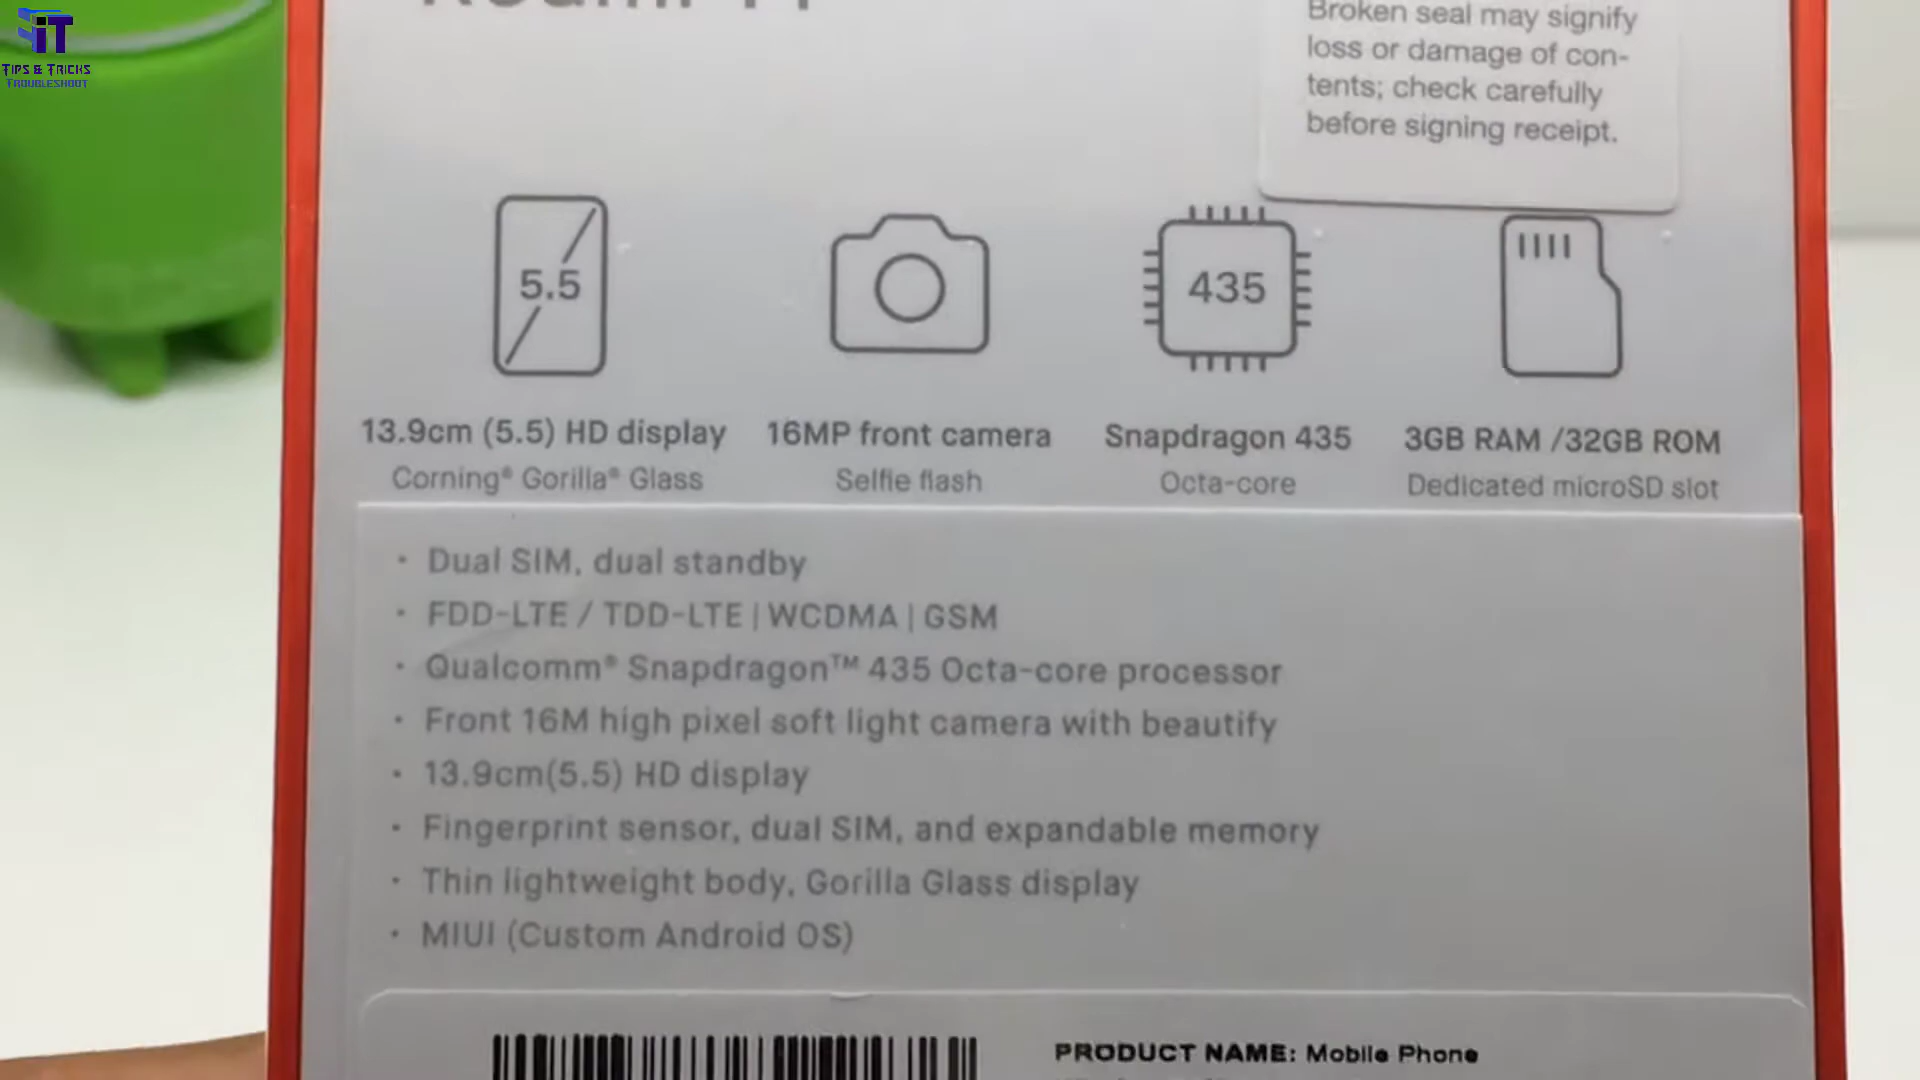 iT
TIPS & TRICKS
TROUBLESHOOT
Broken seal may signify
loss or damage of con-
tents; check carefully
before signing receipt.
5.5
435
13.9cm (5.5) HD display
Corning® Gorilla® Glass
16MP front camera
Selfie flash
Snapdragon 435
Octa-core
3GB RAM /32GB ROM
Dedicated microSD slot
• Dual SIM, dual standby
• FDD-LTE / TDD-LTE | WCDMA | GSM
• Qualcomm® Snapdragon™ 435 Octa-core processor
• Front 16M high pixel soft light camera with beautify
• 13.9cm(5.5) HD display
• Fingerprint sensor, dual SIM, and expandable memory
• Thin lightweight body, Gorilla Glass display
• MIUI (Custom Android OS)
PRODUCT NAME: Mobile Phone